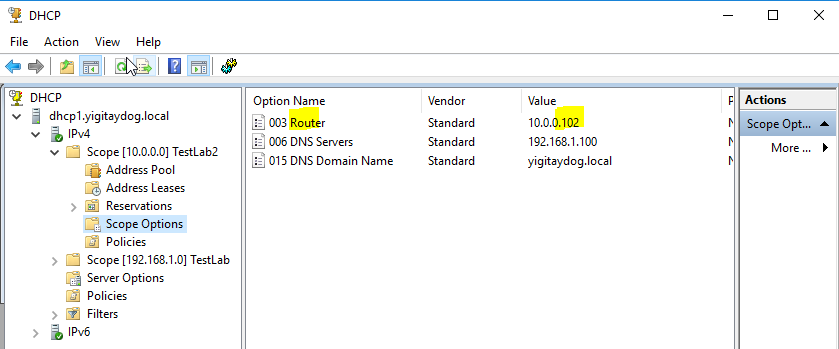 DHCP
File Action View Help
DHCP
dhcp1.yigitaydog.local
IPv4
Scope [10.0.0.0] TestLab2
Address Pool
Address Leases
Reservations
Scope Options
Policies
Scope [192.168.1.0] TestLab
Server Options
Policies
Filters
IPv6
Option Name Vendor Value P
003 Router Standard 10.0.0.102 N
006 DNS Servers Standard 192.168.1.100 N
015 DNS Domain Name Standard yigitaydog.local N
Actions
Scope Opt...
More ...